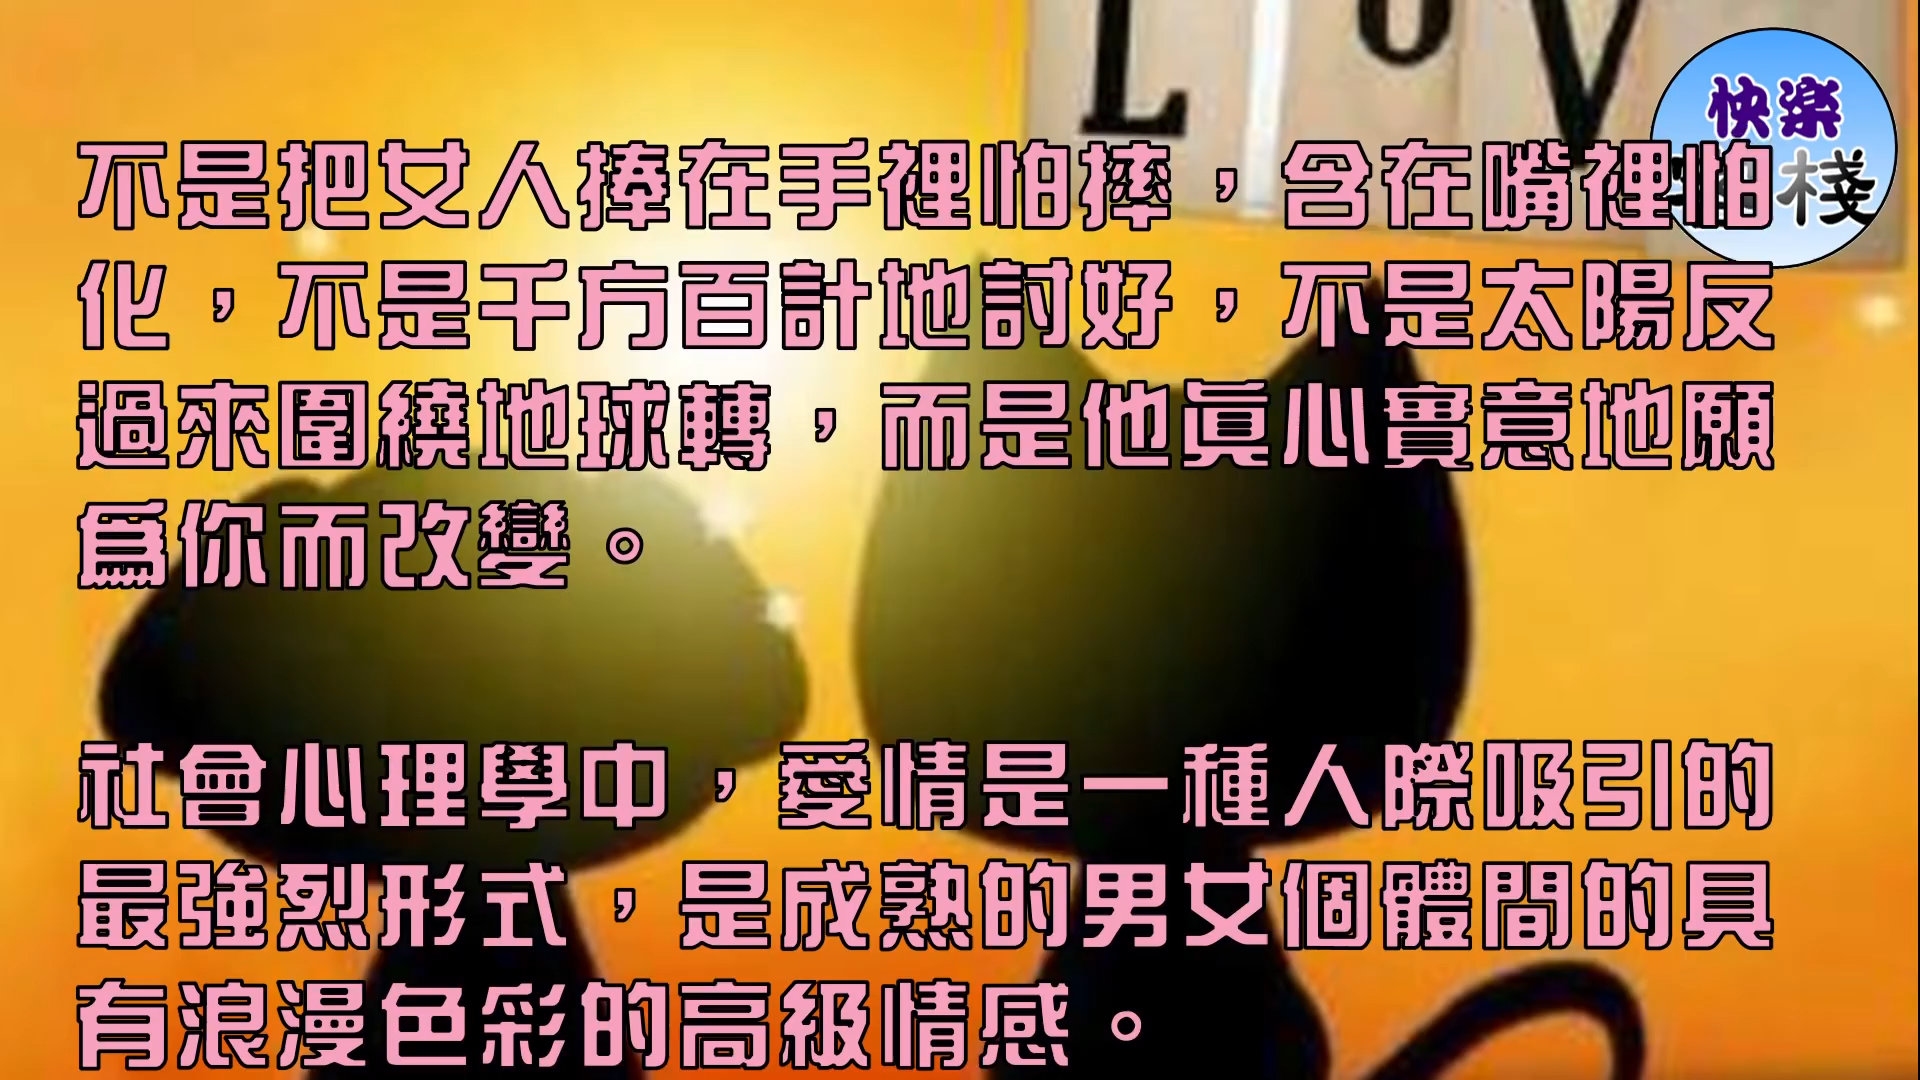 LOV
快楽
栈
不是把女人捧在手裡怕摔，含在嘴裡怕
化，不是千方百計地討好，不是太陽反
過來圍繞地球轉，而是他眞心實意地願
爲你而改變。
社會心理學中，愛情是一種人際吸引的
最強烈形式，是成熟的男女個體間的具
有浪漫色彩的高級情感。